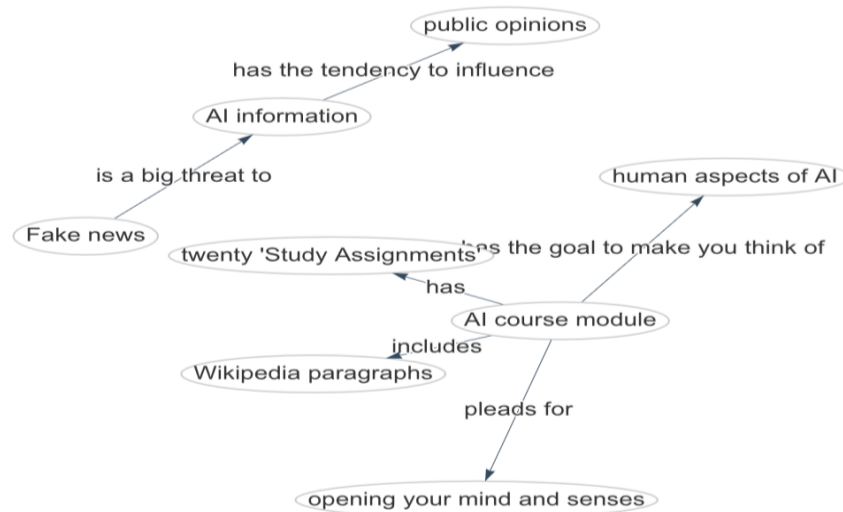 public opinions
has the tendency to influence
AI information
is a big threat to
human aspects of AI
Fake news
twenty 'Study Assignments'
has the goal to make you think of
has
AI course module
includes
Wikipedia paragraphs
pleads for
opening your mind and senses